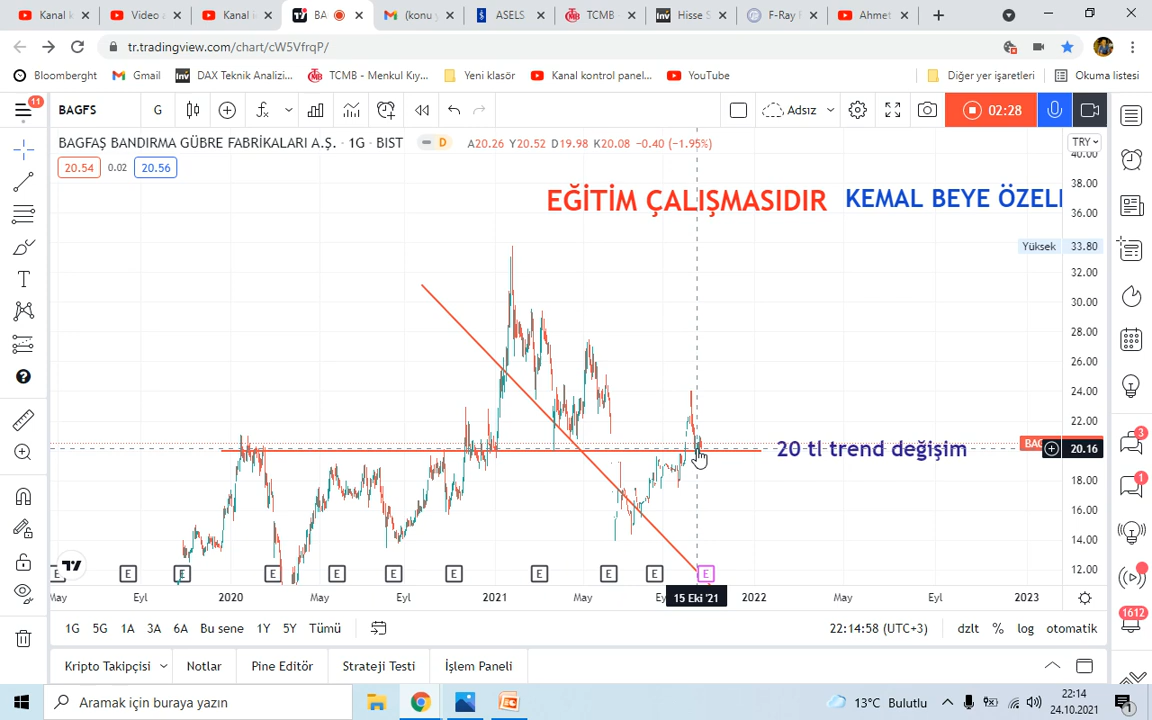 Kanal k
Video a
Kanal i
BA
(konu y
ASELS
TCMB
Hisse S
F-Ray F
Ahmet
tr.tradingview.com/chart/cW5VfrqP/
Bloomberght
Gmail
DAX Teknik Analizi...
TCMB - Menkul Kıy...
Yeni klasör
Kanal kontrol panel...
YouTube
Diğer yer işaretleri
Okuma listesi
11
BAGFS
G
Adsız
02:28
BAGFAŞ BANDIRMA GÜBRE FABRİKALARI A.Ş. · 1G · BIST
D
A20.26 Y20.52 D19.98 K20.08 −0.40 (−1.95%)
TRY
20.54
0.02
20.56
EĞİTİM ÇALIŞMASIDIR
KEMAL BEYE ÖZEL
40.00
38.00
36.00
Yüksek
33.80
32.00
30.00
28.00
26.00
24.00
22.00
20 tl trend değişim
BAG
20.16
18.00
16.00
14.00
12.00
3
1
1612
E
E
E
E
E
E
E
E
E
E
E
May
Eyl
2020
May
Eyl
2021
May
Ey
15 Eki '21
2022
May
Eyl
2023
1G
5G
1A
3A
6A
Bu sene
1Y
5Y
Tümü
22:14:58 (UTC+3)
dzlt
%
log
otomatik
Kripto Takipçisi
Notlar
Pine Editör
Strateji Testi
İşlem Paneli
Aramak için buraya yazın
13°C Bulutlu
22:14
24.10.2021
1